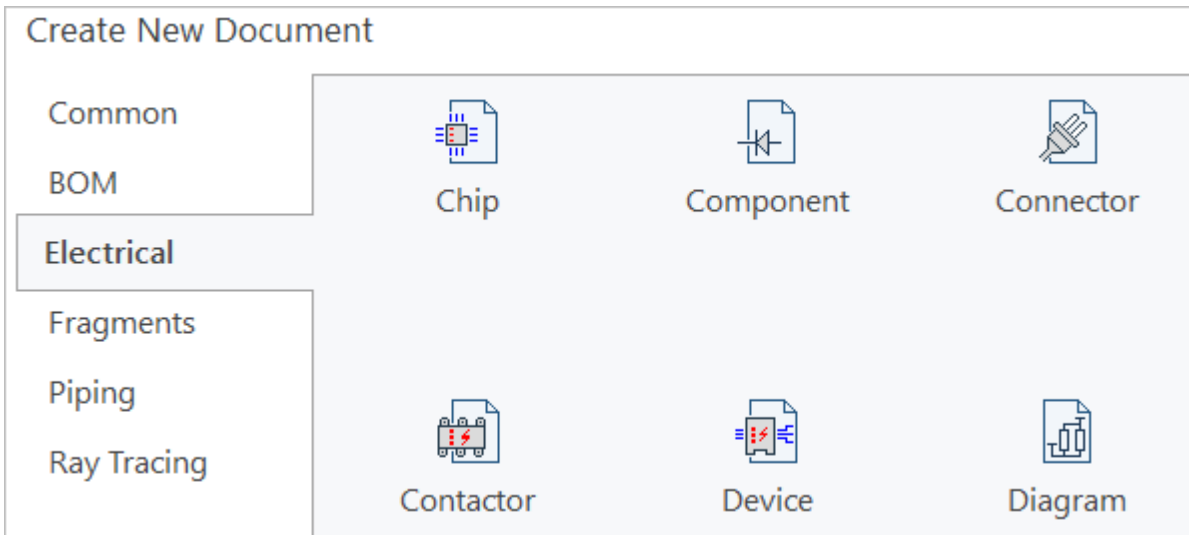 Create New Document
Common
BOM
Electrical
Fragments
Piping
Ray Tracing
Chip
Component
Connector
Contactor
Device
Diagram